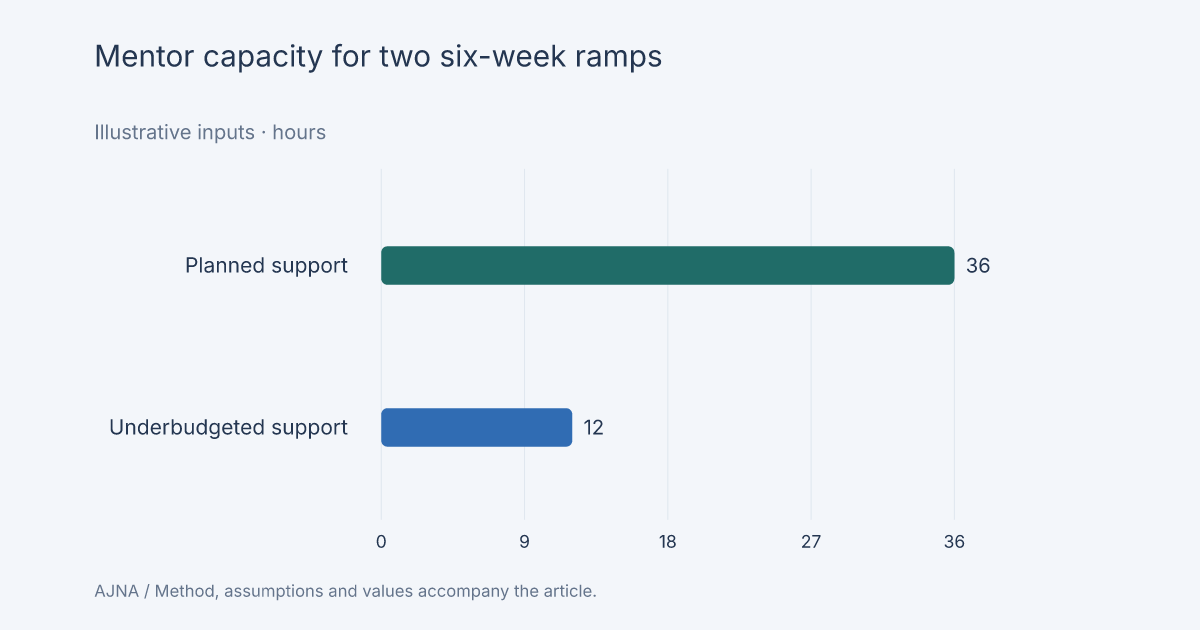 Mentor capacity for two six-week ramps
Illustrative inputs · hours
Planned support 36
Underbudgeted support 12
0 9 18 27 36
AJNA / Method, assumptions and values accompany the article.